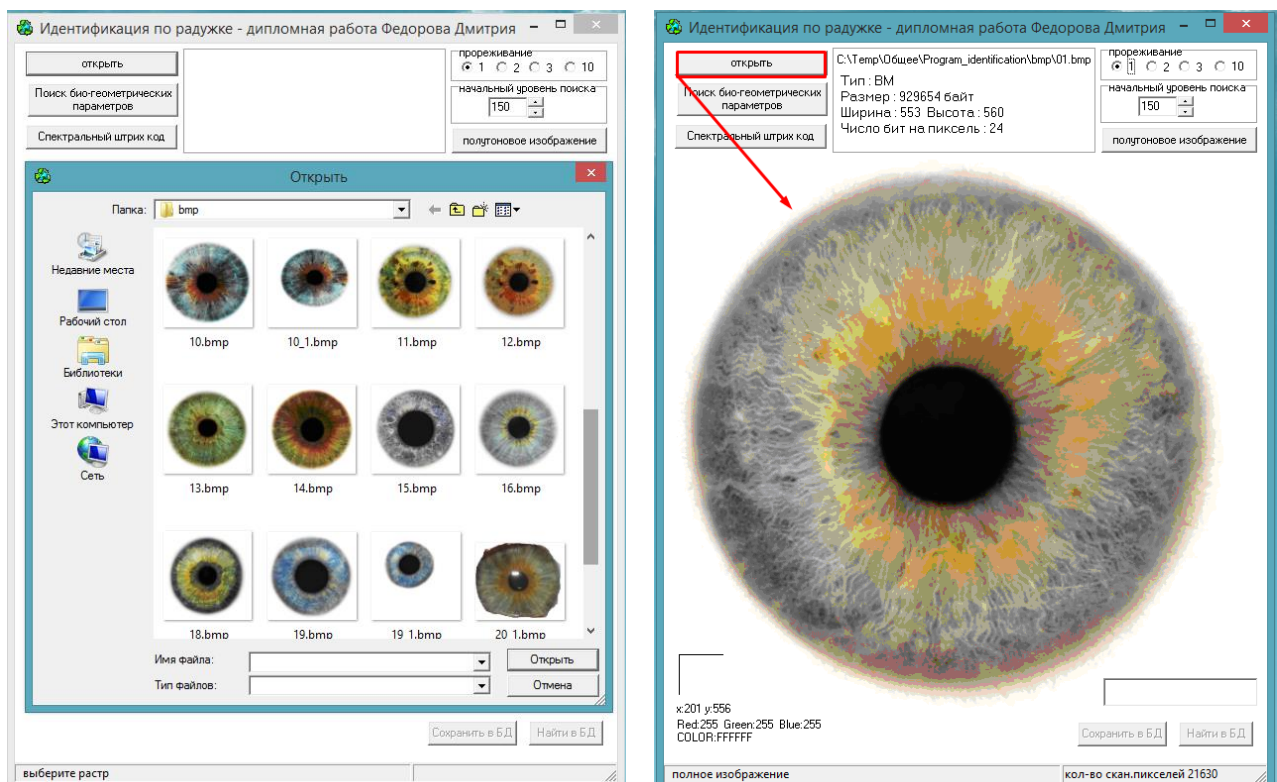 Идентификация по радужке - дипломная работа Федорова Дмитрия
открыть
Поиск био-геометрических
параметров
Спектральный штрих код
прореживание
1 2 3 10
начальный уровень поиска
150
полутоновое изображение
Открыть
Папка: bmp
Недавние места
Рабочий стол
Библиотеки
Этот компьютер
Сеть
10.bmp 10_1.bmp 11.bmp 12.bmp
13.bmp 14.bmp 15.bmp 16.bmp
18.bmp 19.bmp 19 1.bmp 20 1.bmp
Имя файла: Открыть
Тип файлов: Отмена
Сохранить в БД Найти в БД
выберите растр
Идентификация по радужке - дипломная работа Федорова Дмитрия
открыть
Поиск био-геометрических
параметров
Спектральный штрих код
C:\Temp\Общее\Program_identification\bmp\01.bmp
Тип : BM
Размер : 929654 байт
Ширина : 553 Высота : 560
Число бит на пиксель : 24
прореживание
1 2 3 10
начальный уровень поиска
150
полутоновое изображение
x:201 y:556
Red:255 Green:255 Blue:255
COLOR:FFFFFF
Сохранить в БД Найти в БД
полное изображение
кол-во скан.пикселей 21630